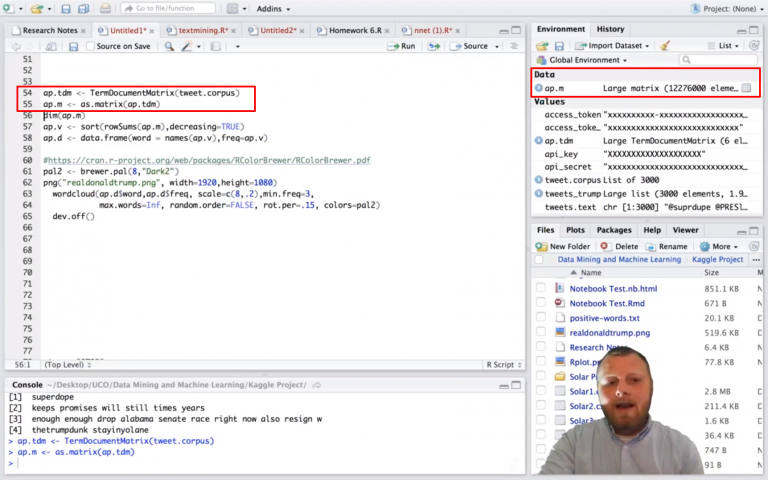 Go to file/function
Addins
Project: (None)
Research Notes
Untitled1*
textmining.R*
Untitled2*
Homework 6.R
nnet (1).R*
Source on Save
Run
Source
51
52
53
54 ap.tdm <- TermDocumentMatrix(tweet.corpus)
55 ap.m <- as.matrix(ap.tdm)
56 dim(ap.m)
57 ap.v <- sort(rowSums(ap.m),decreasing=TRUE)
58 ap.d <- data.frame(word = names(ap.v),freq=ap.v)
59
60 #https://cran.r-project.org/web/packages/RColorBrewer/RColorBrewer.pdf
61 pal2 <- brewer.pal(8,"Dark2")
62 png("realdonaldtrump.png", width=1920,height=1080)
63 wordcloud(ap.d$word,ap.d$freq, scale=c(8,.2),min.freq=3,
64 max.words=Inf, random.order=FALSE, rot.per=.15, colors=pal2)
65 dev.off()
66
67
68
69
70
71
72
73
74
75
76
56:1 (Top Level)
R Script
Console ~/Desktop/UCO/Data Mining and Machine Learning/Kaggle Project/
[1] superdope
[2] keeps promises will still times years
[3] enough enough drop alabama senate race right now also resign w
[4] thetrumpdunk stayinyolane
> ap.tdm <- TermDocumentMatrix(tweet.corpus)
> ap.m <- as.matrix(ap.tdm)
>
Environment History
Import Dataset
List
Global Environment
Data
ap.m Large matrix (12276000 eleme…
Values
access_token "xxxxxxxxxx-xxxxxxxxxxxxxxxxx…
access_toke… "xxxxxxxxxxxxxxxxxxxxxxxxxx"
ap.tdm Large TermDocumentMatrix (6 el…
api_key "XXXXXXXXXXXXXXXXXXX"
api_secret "xxxxxxxxxxxxxxxxxxxxxxxxxx…
tweet.corpus List of 3000
tweets_trump Large list (3000 elements, 1.9…
tweets.text chr [1:3000] "@suprdupe @PRESl…
Files Plots Packages Help Viewer
New Folder
Delete
Rename
More
Data Mining and Machine Learning
Kaggle Project
Name
Size
Notebook Test.nb.html 851.1 KB
Notebook Test.Rmd 671 B
positive-words.txt 20.1 KB
realdonaldtrump.png 519.6 KB
Research 6.4 KB
Rplot.p 77.8 KB
Solar P
Solar1. 2.8 MB
Solar2. 211.4 KB
Solar3 1.6 KB
36.4 KB
747 B
91 B